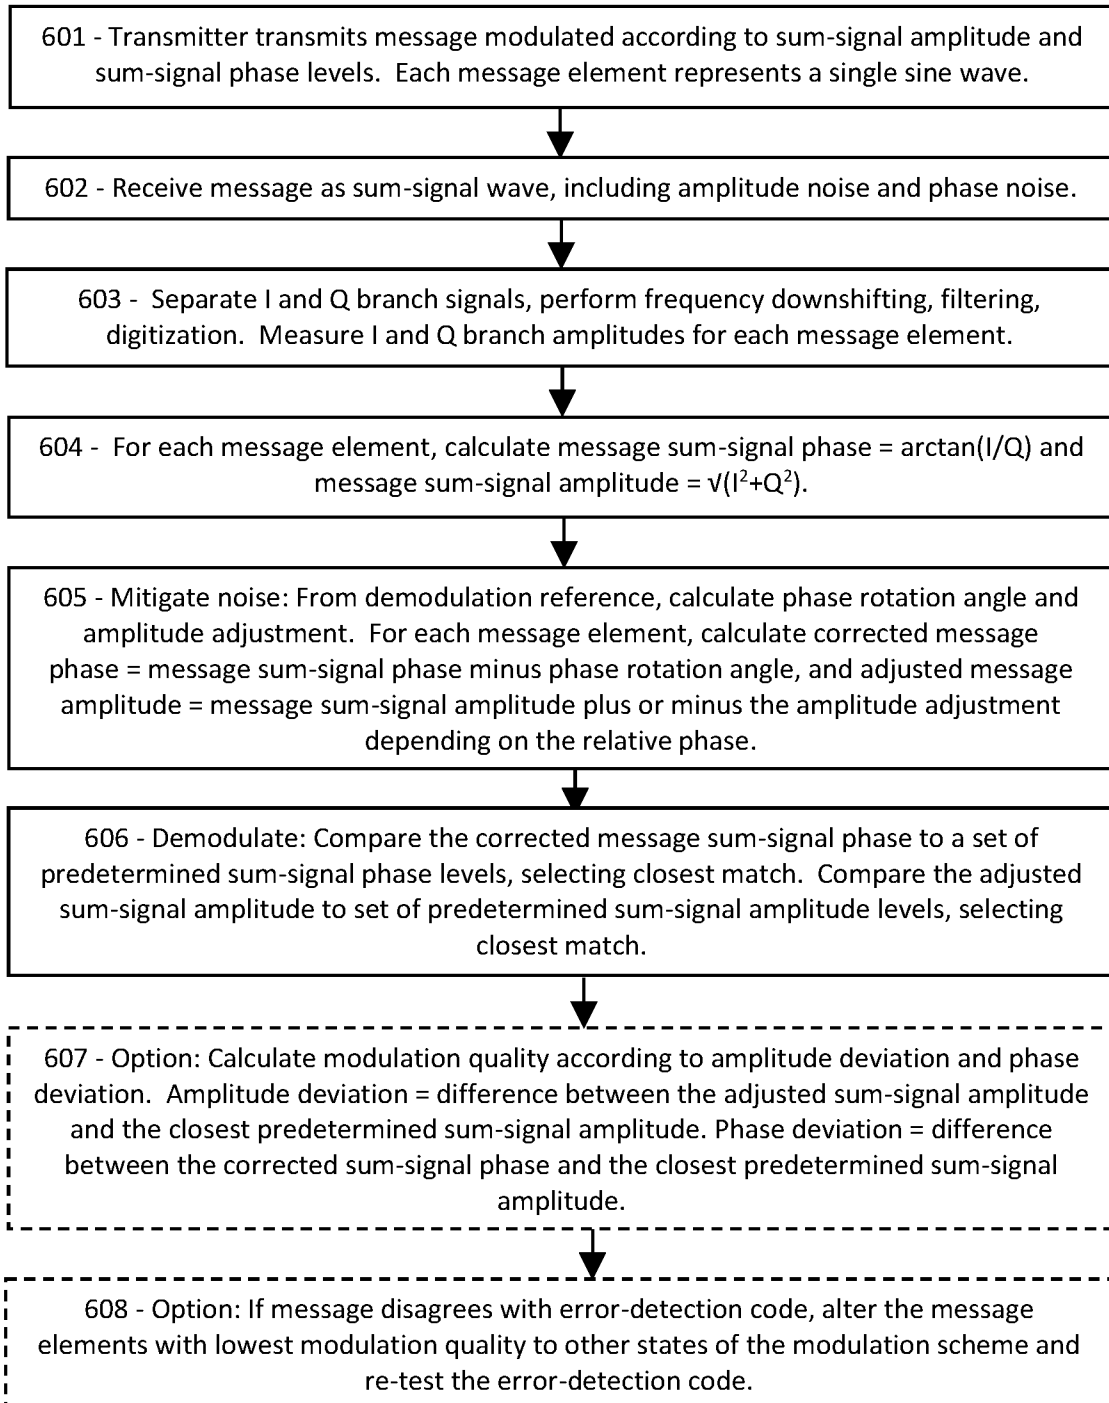 601 - Transmitter transmits message modulated according to sum-signal amplitude and
sum-signal phase levels.  Each message element represents a single sine wave.
602 - Receive message as sum-signal wave, including amplitude noise and phase noise.
603 -  Separate I and Q branch signals, perform frequency downshifting, filtering,
digitization.  Measure I and Q branch amplitudes for each message element.
604 -  For each message element, calculate message sum-signal phase = arctan(I/Q) and
message sum-signal amplitude = √(I²+Q²).
605 - Mitigate noise: From demodulation reference, calculate phase rotation angle and
amplitude adjustment.  For each message element, calculate corrected message
phase = message sum-signal phase minus phase rotation angle, and adjusted message
amplitude = message sum-signal amplitude plus or minus the amplitude adjustment
depending on the relative phase.
606 - Demodulate: Compare the corrected message sum-signal phase to a set of
predetermined sum-signal phase levels, selecting closest match.  Compare the adjusted
sum-signal amplitude to set of predetermined sum-signal amplitude levels, selecting
closest match.
607 - Option: Calculate modulation quality according to amplitude deviation and phase
deviation.  Amplitude deviation = difference between the adjusted sum-signal amplitude
and the closest predetermined sum-signal amplitude. Phase deviation = difference
between the corrected sum-signal phase and the closest predetermined sum-signal
amplitude.
608 - Option: If message disagrees with error-detection code, alter the message
elements with lowest modulation quality to other states of the modulation scheme and
re-test the error-detection code.